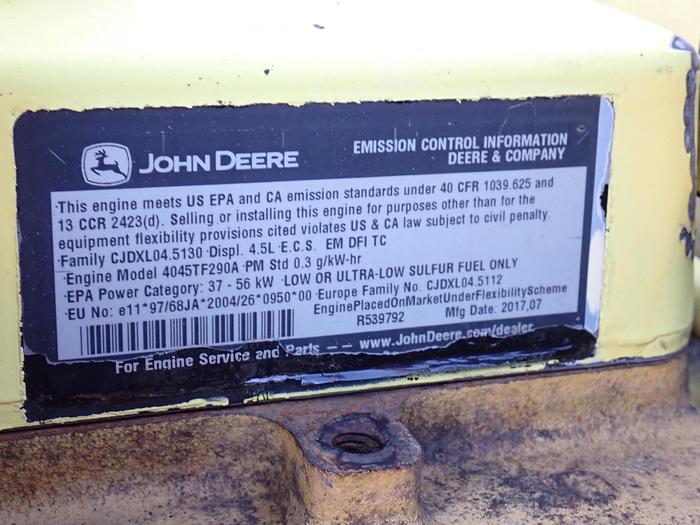 JOHN DEERE
EMISSION CONTROL INFORMATION
DEERE & COMPANY
·This engine meets US EPA and CA emission standards under 40 CFR 1039.625 and
13 CCR 2423(d). Selling or installing this engine for purposes other than for the
equipment flexibility provisions cited violates US & CA law subject to civil penalty.
·Family CJDXL04.5130 ·Displ. 4.5L ·E.C.S. EM DFI TC
·Engine Model 4045TF290A ·PM Std 0.3 g/kW-hr
·EPA Power Category: 37 - 56 kW ·LOW OR ULTRA-LOW SULFUR FUEL ONLY
·EU No: e11*97/68JA*2004/26*0950*00 ·Europe Family No. CJDXL04.5112
EnginePlacedOnMarketUnderFlexibilityScheme
R539792 Mfg Date: 2017,07
For Engine Service and Parts -- www.JohnDeere.com/dealer